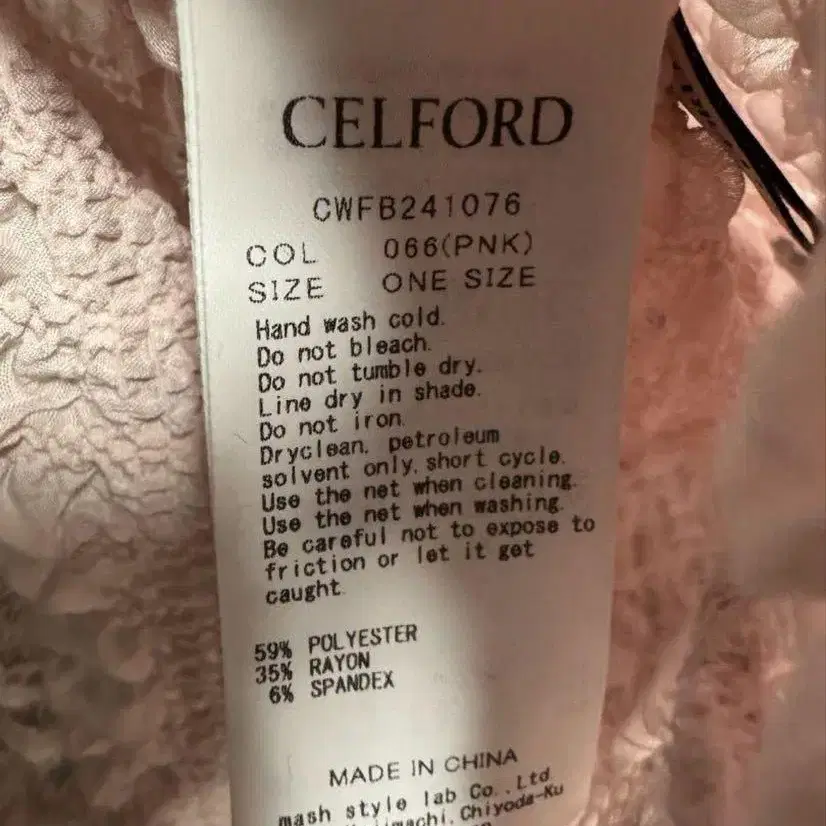 CELFORD
CWFB241076
COL 066(PNK)
SIZE ONE SIZE
Hand wash cold.
Do not bleach.
Do not tumble dry.
Line dry in shade.
Do not iron.
Dryclean, petroleum
solvent only, short cycle.
Use the net when cleaning.
Use the net when washing.
Be careful not to expose to
friction or let it get
caught.
59% POLYESTER
35% RAYON
6% SPANDEX
MADE IN CHINA
mash style lab Co., Ltd
Chiyoda-Ku